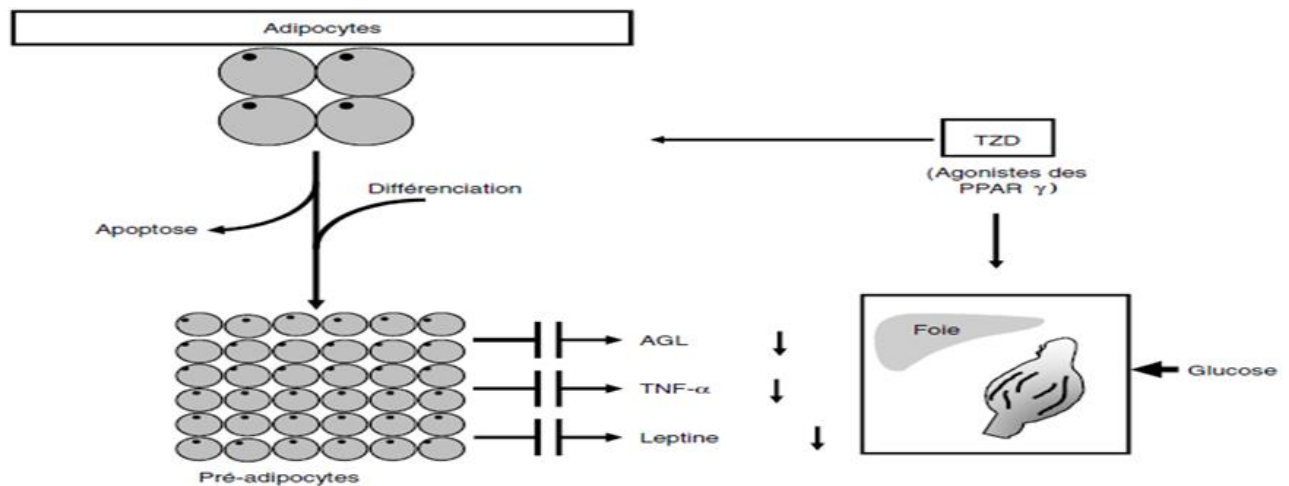 Adipocytes
TZD
(Agonistes des
PPAR γ)
Différenciation
Apoptose
AGL
TNF-α
Leptine
Foie
Glucose
Pré-adipocytes